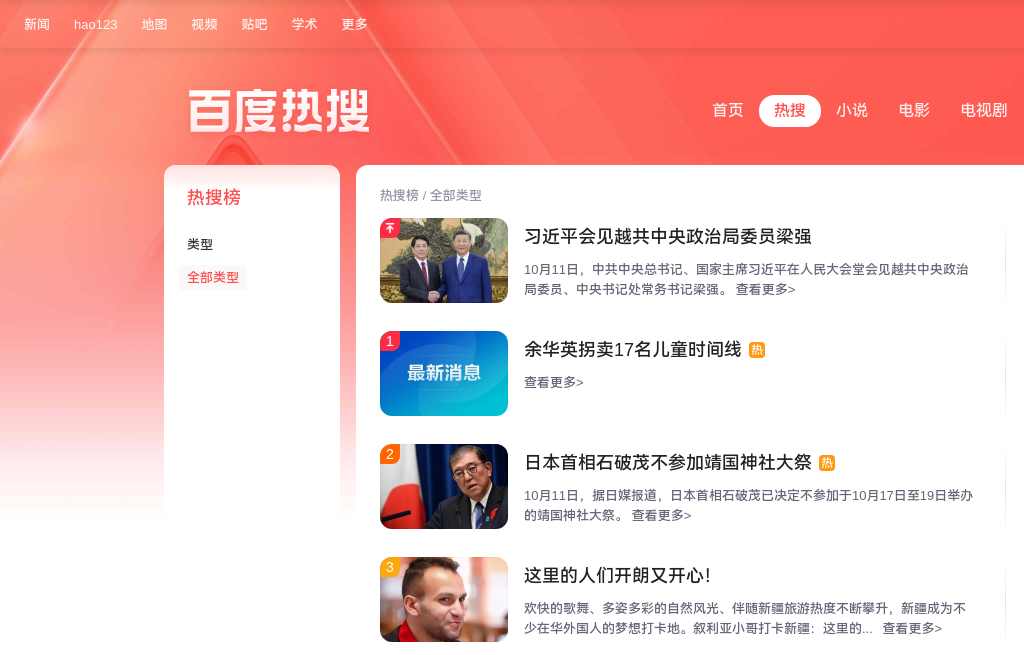 新闻 hao123 地图 视频 贴吧 学术 更多
百度热搜
首页 热搜 小说 电影 电视剧
热搜榜
类型
全部类型
热搜榜 / 全部类型
习近平会见越共中央政治局委员梁强
10月11日，中共中央总书记、国家主席习近平在人民大会堂会见越共中央政治
局委员、中央书记处常务书记梁强。 查看更多>
1
最新消息
余华英拐卖17名儿童时间线 热
查看更多>
2
日本首相石破茂不参加靖国神社大祭 热
10月11日，据日媒报道，日本首相石破茂已决定不参加于10月17日至19日举办
的靖国神社大祭。 查看更多>
3
这里的人们开朗又开心！
欢快的歌舞、多姿多彩的自然风光、伴随新疆旅游热度不断攀升，新疆成为不
少在华外国人的梦想打卡地。叙利亚小哥打卡新疆：这里的... 查看更多>